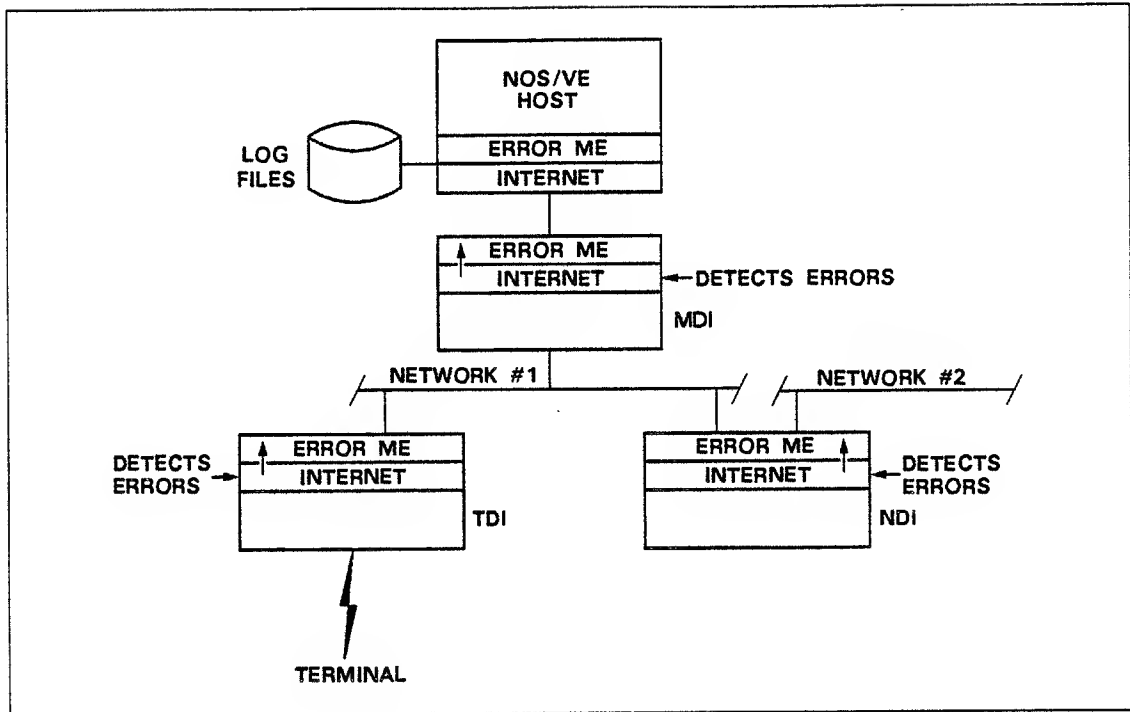 NOS/VE
HOST
ERROR ME
INTERNET
LOG
FILES
ERROR ME
INTERNET
DETECTS ERRORS
MDI
NETWORK #1
NETWORK #2
ERROR ME
INTERNET
DETECTS
ERRORS
TDI
ERROR ME
INTERNET
DETECTS
ERRORS
NDI
TERMINAL